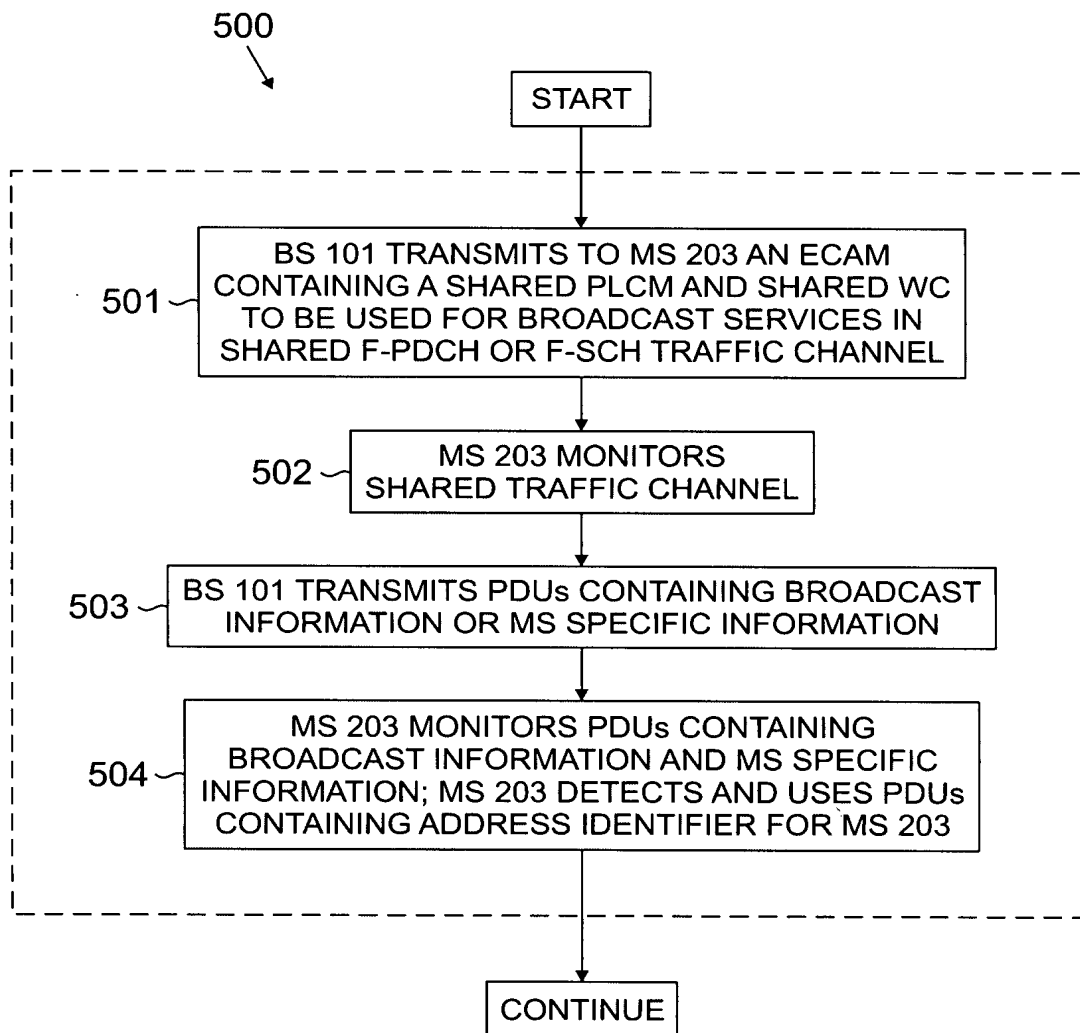 500
START
501
BS 101 TRANSMITS TO MS 203 AN ECAM
CONTAINING A SHARED PLCM AND SHARED WC
TO BE USED FOR BROADCAST SERVICES IN
SHARED F-PDCH OR F-SCH TRAFFIC CHANNEL
502
MS 203 MONITORS
SHARED TRAFFIC CHANNEL
503
BS 101 TRANSMITS PDUs CONTAINING BROADCAST
INFORMATION OR MS SPECIFIC INFORMATION
504
MS 203 MONITORS PDUs CONTAINING
BROADCAST INFORMATION AND MS SPECIFIC
INFORMATION; MS 203 DETECTS AND USES PDUs
CONTAINING ADDRESS IDENTIFIER FOR MS 203
CONTINUE